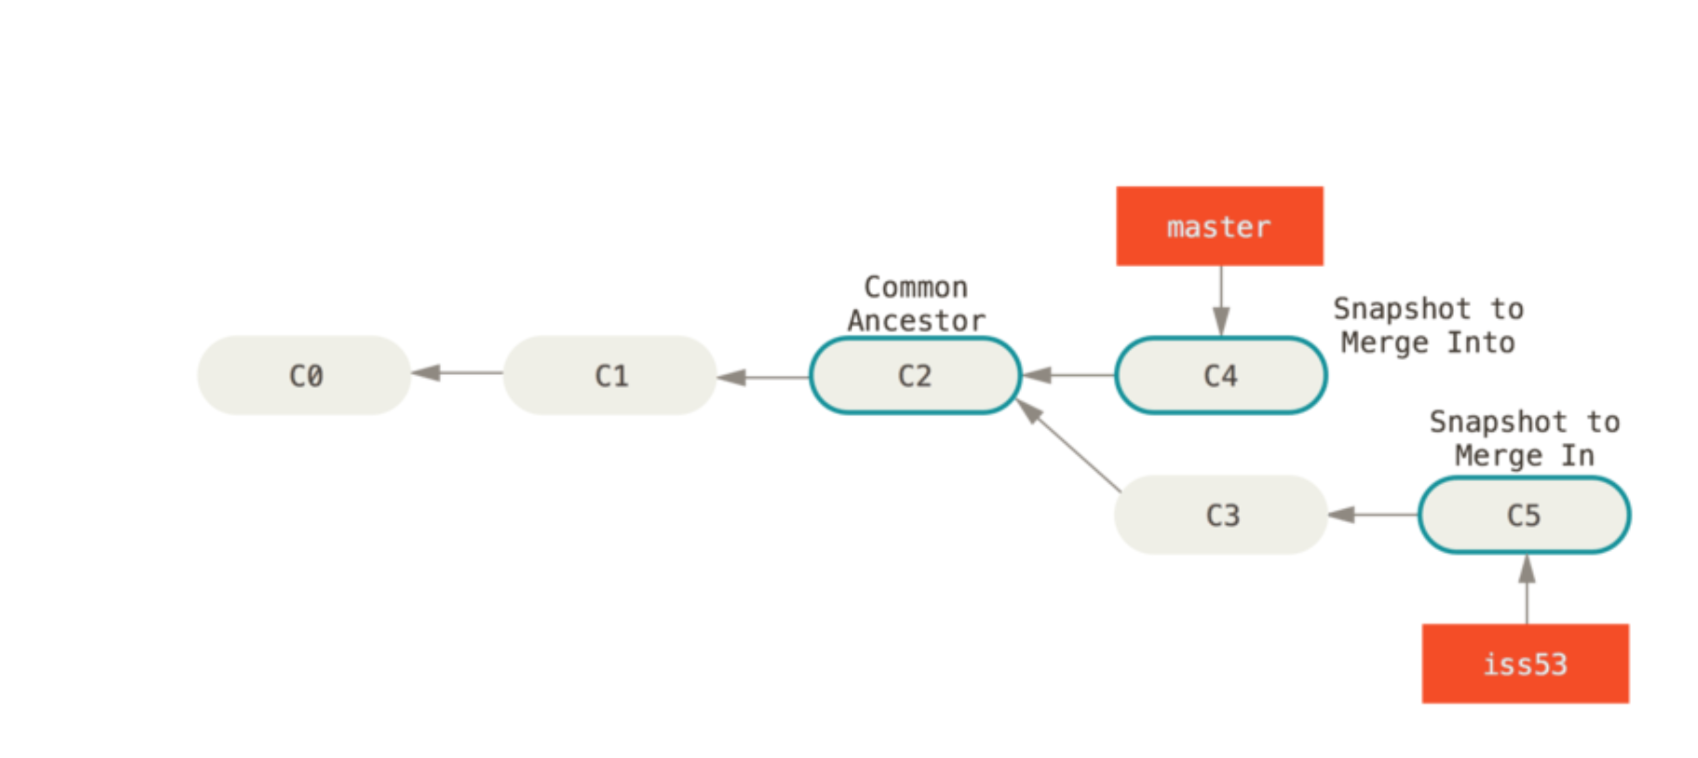 master
Common
Ancestor
Snapshot to
Merge Into
C0
C1
C2
C4
Snapshot to
Merge In
C3
C5
iss53